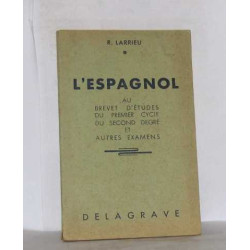 R. LARRIEU
L'ESPAGNOL
AU
BREVET D'ÉTUDES
DU PREMIER CYCLE
DU SECOND DEGRÉ
ET
AUTRES EXAMENS
DELAGRAVE